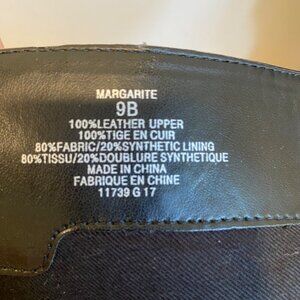 MARGARITE
9B
100%LEATHER UPPER
100%TIGE EN CUIR
80%FABRIC/20%SYNTHETIC LINING
80%TISSU/20%DOUBLURE SYNTHETIQUE
MADE IN CHINA
FABRIQUE EN CHINE
11739 G 17